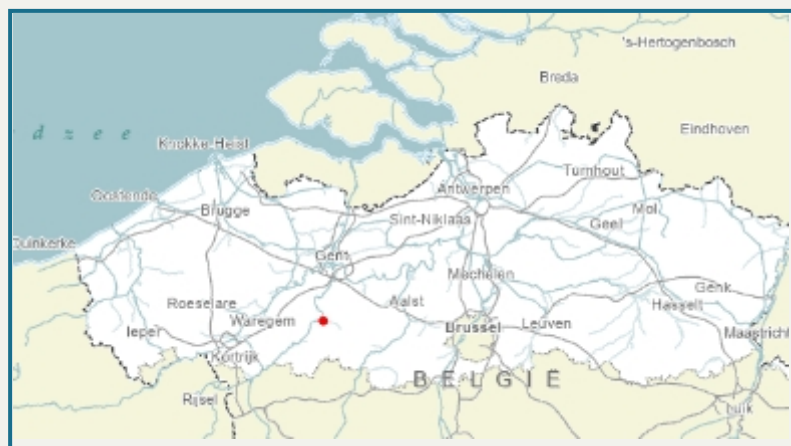 's-Hertogenbosch
Breda
d z e e
Eindhoven
Knokke-Heist
Turnhout
Antwerpen
Oostende
Mol
Brugge
Sint-Niklaas
Geel
Duinkerke
Gent
Mechelen
Genk
Roeselare
Aalst
Hasselt
Ieper
Waregem
Brussel
Leuven
Maastricht
Kortrijk
BELGIË
Rijsel
Luik